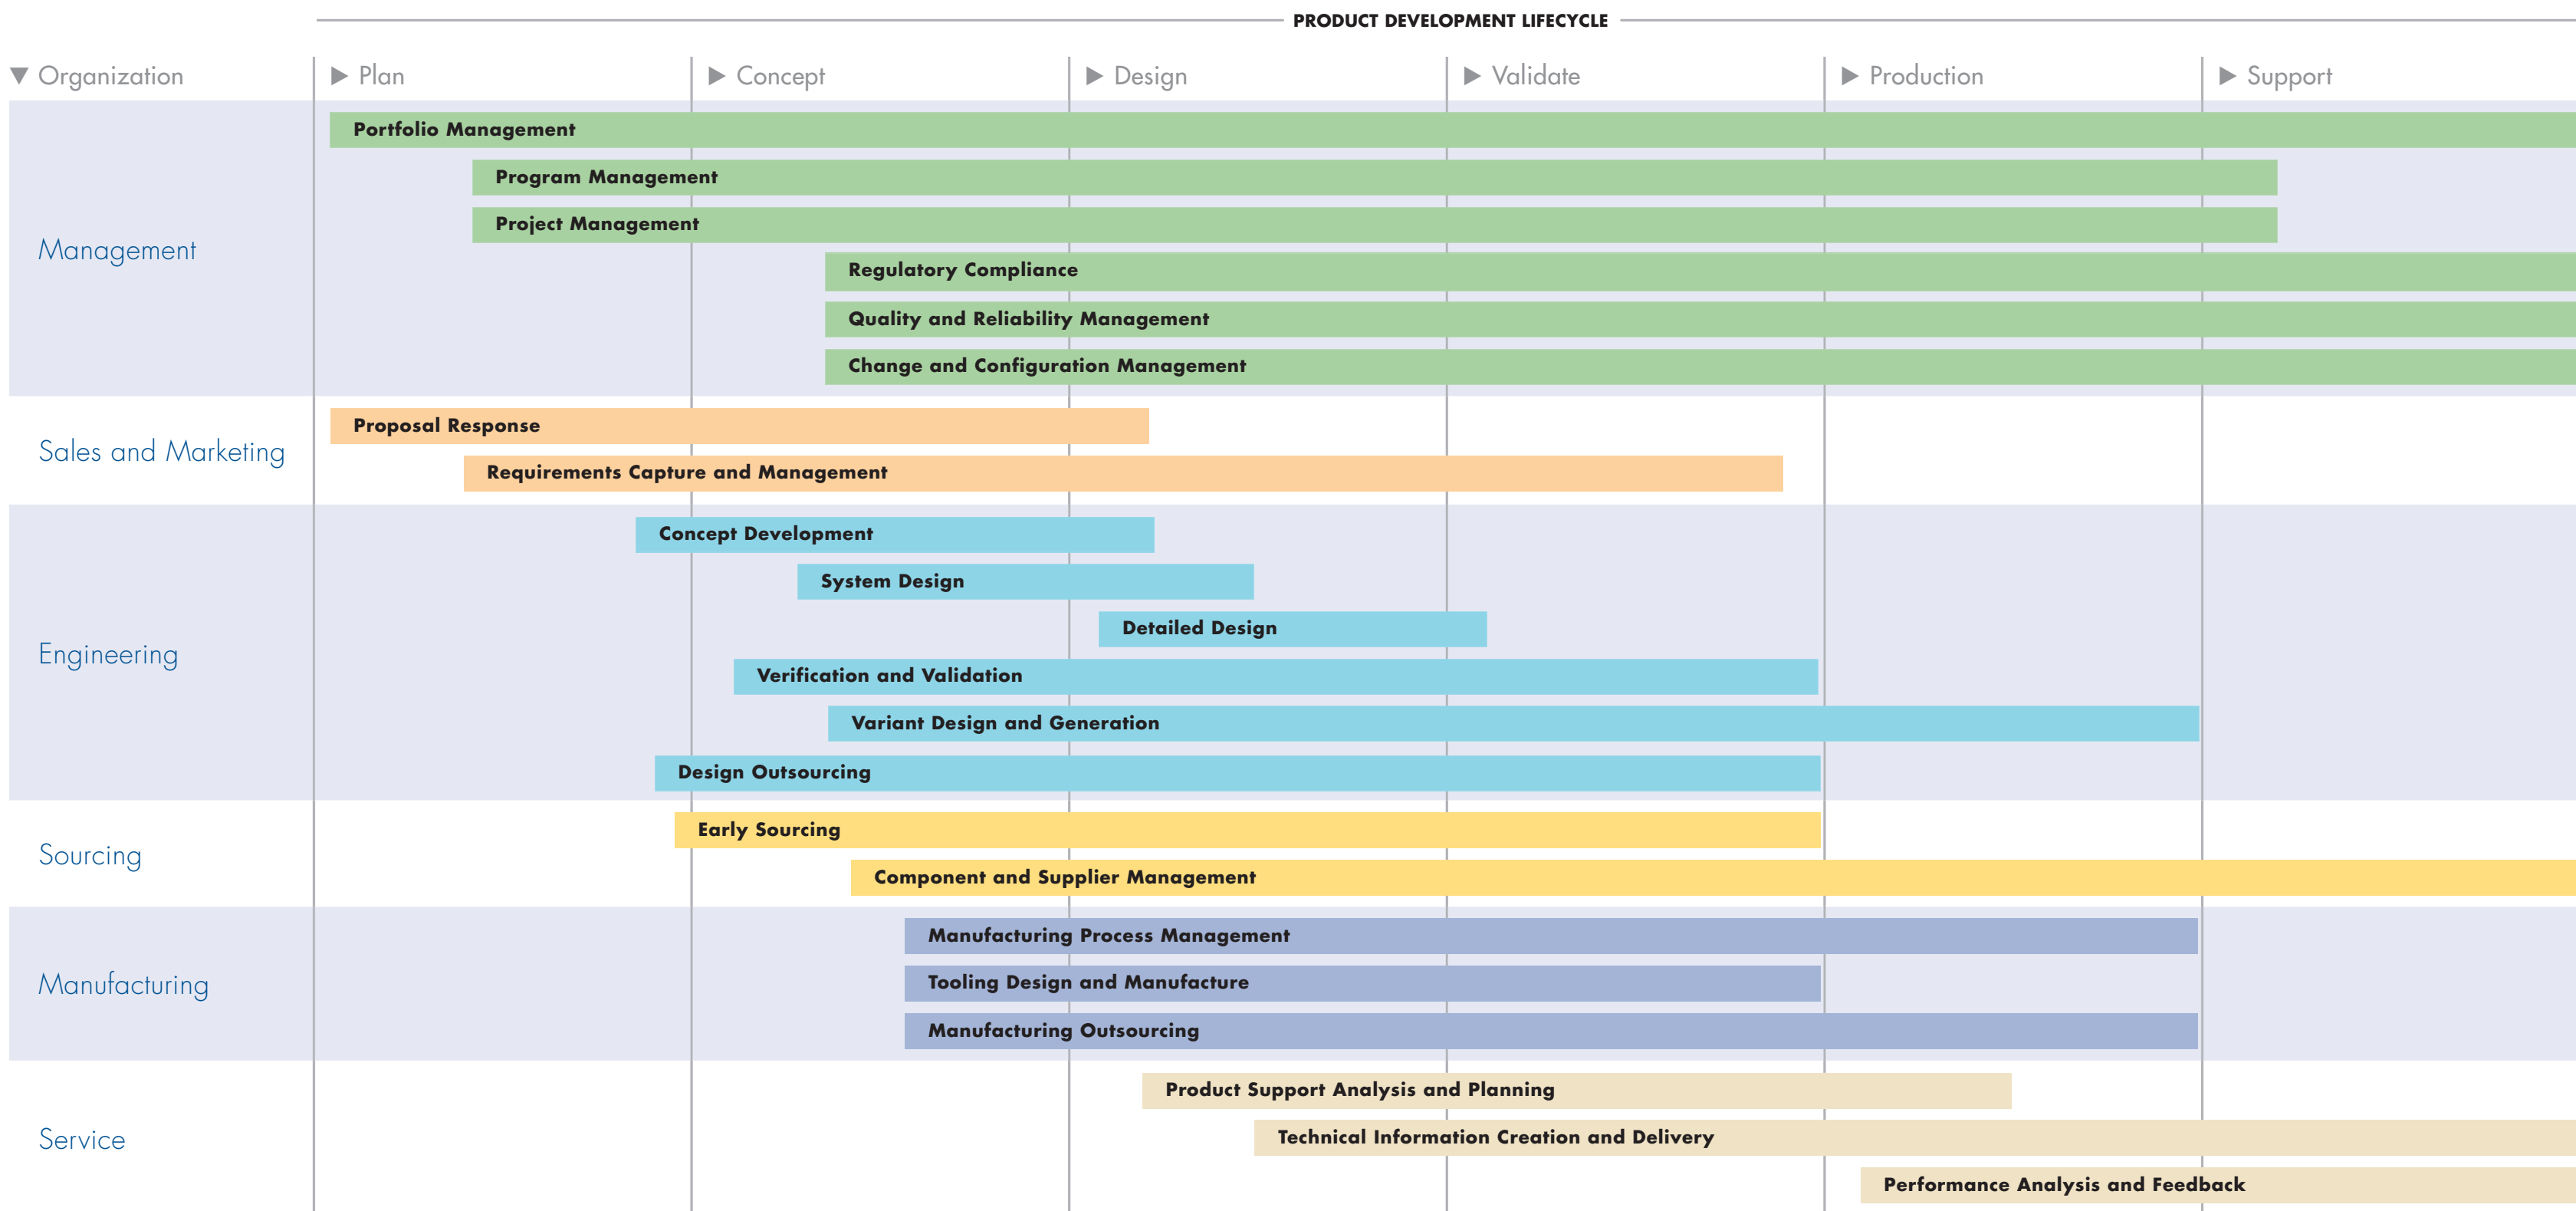 PRODUCT DEVELOPMENT LIFECYCLE
Organization
Plan
Concept
Design
Validate
Production
Support
Management
Portfolio Management
Program Management
Project Management
Regulatory Compliance
Quality and Reliability Management
Change and Configuration Management
Sales and Marketing
Proposal Response
Requirements Capture and Management
Engineering
Concept Development
System Design
Detailed Design
Verification and Validation
Variant Design and Generation
Design Outsourcing
Sourcing
Early Sourcing
Component and Supplier Management
Manufacturing
Manufacturing Process Management
Tooling Design and Manufacture
Manufacturing Outsourcing
Service
Product Support Analysis and Planning
Technical Information Creation and Delivery
Performance Analysis and Feedback